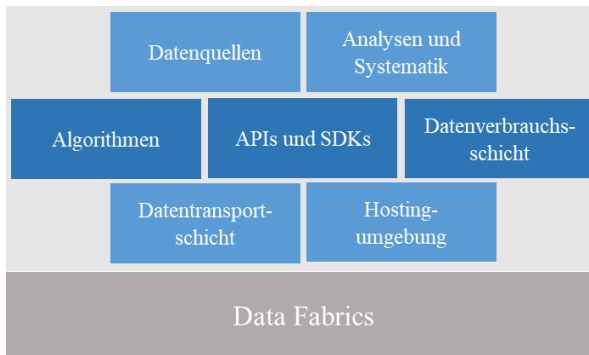 Datenquellen
Analysen und
Systematik
Algorithmen
APIs und SDKs
Datenverbrauchs-
schicht
Datentransport-
schicht
Hosting-
umgebung
Data Fabrics